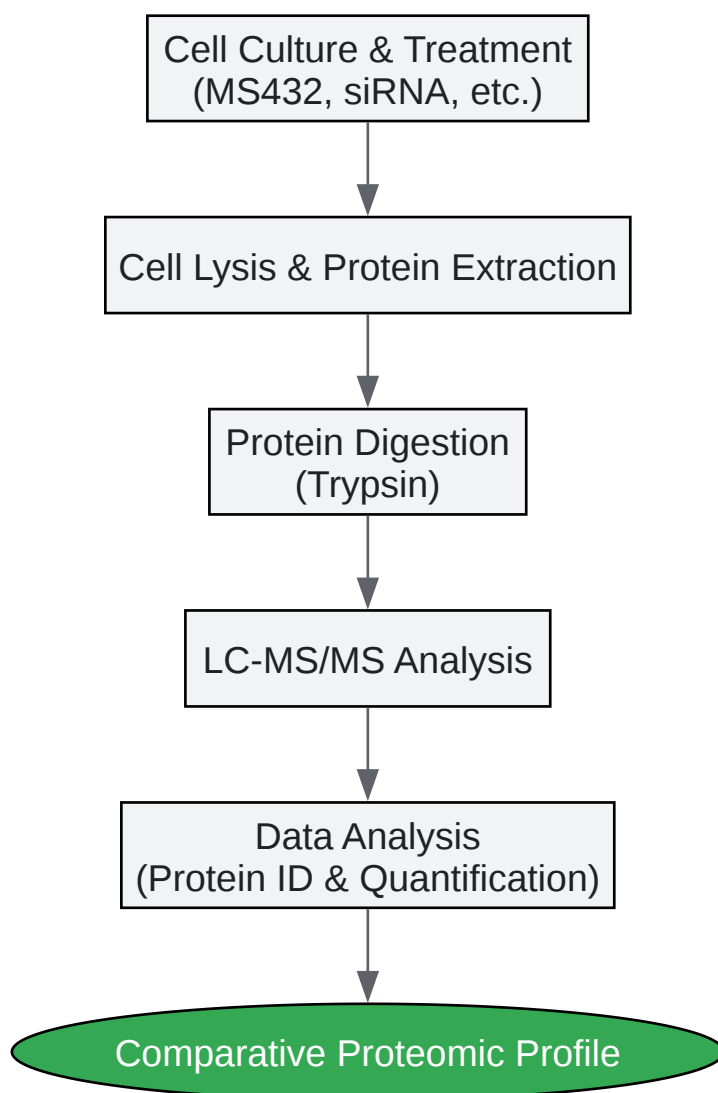 Cell Culture & Treatment
(MS432, siRNA, etc.)
Cell Lysis & Protein Extraction
Protein Digestion
(Trypsin)
LC-MS/MS Analysis
Data Analysis
(Protein ID & Quantification)
Comparative Proteomic Profile